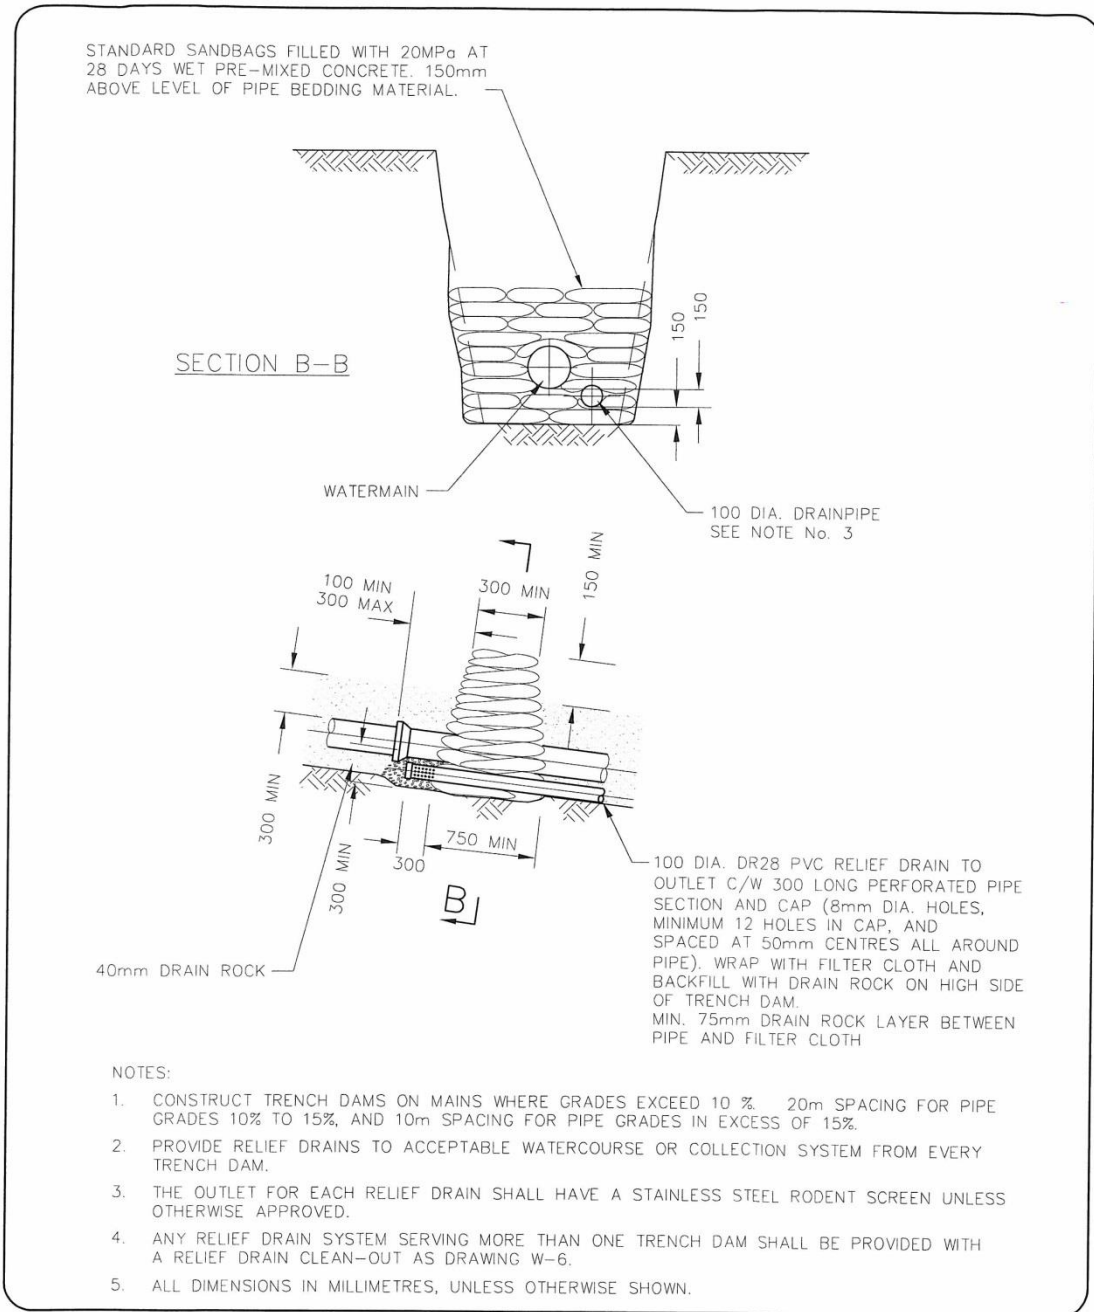 STANDARD SANDBAGS FILLED WITH 20MPa AT
28 DAYS WET PRE-MIXED CONCRETE. 150mm
ABOVE LEVEL OF PIPE BEDDING MATERIAL.
SECTION B-B
150
150
WATERMAIN
100 DIA. DRAINPIPE
SEE NOTE No. 3
100 MIN
300 MAX
300 MIN
150 MIN
300 MIN
300 MIN
300
750 MIN
B
40mm DRAIN ROCK
100 DIA. DR28 PVC RELIEF DRAIN TO
OUTLET C/W 300 LONG PERFORATED PIPE
SECTION AND CAP (8mm DIA. HOLES,
MINIMUM 12 HOLES IN CAP, AND
SPACED AT 50mm CENTRES ALL AROUND
PIPE). WRAP WITH FILTER CLOTH AND
BACKFILL WITH DRAIN ROCK ON HIGH SIDE
OF TRENCH DAM.
MIN. 75mm DRAIN ROCK LAYER BETWEEN
PIPE AND FILTER CLOTH
NOTES:
1. CONSTRUCT TRENCH DAMS ON MAINS WHERE GRADES EXCEED 10 %. 20m SPACING FOR PIPE
GRADES 10% TO 15%, AND 10m SPACING FOR PIPE GRADES IN EXCESS OF 15%.
2. PROVIDE RELIEF DRAINS TO ACCEPTABLE WATERCOURSE OR COLLECTION SYSTEM FROM EVERY
TRENCH DAM.
3. THE OUTLET FOR EACH RELIEF DRAIN SHALL HAVE A STAINLESS STEEL RODENT SCREEN UNLESS
OTHERWISE APPROVED.
4. ANY RELIEF DRAIN SYSTEM SERVING MORE THAN ONE TRENCH DAM SHALL BE PROVIDED WITH
A RELIEF DRAIN CLEAN-OUT AS DRAWING W-6.
5. ALL DIMENSIONS IN MILLIMETRES, UNLESS OTHERWISE SHOWN.